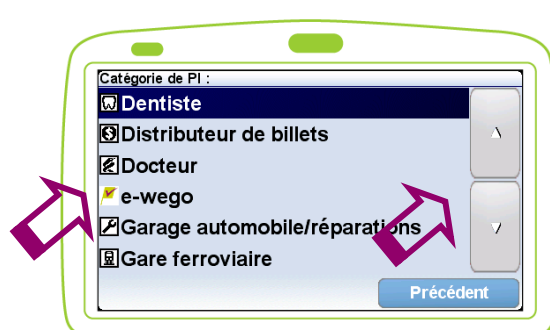 Catégorie de PI :
Dentiste
Distributeur de billets
Docteur
e-wego
Garage automobile/réparations
Gare ferroviaire
Précédent